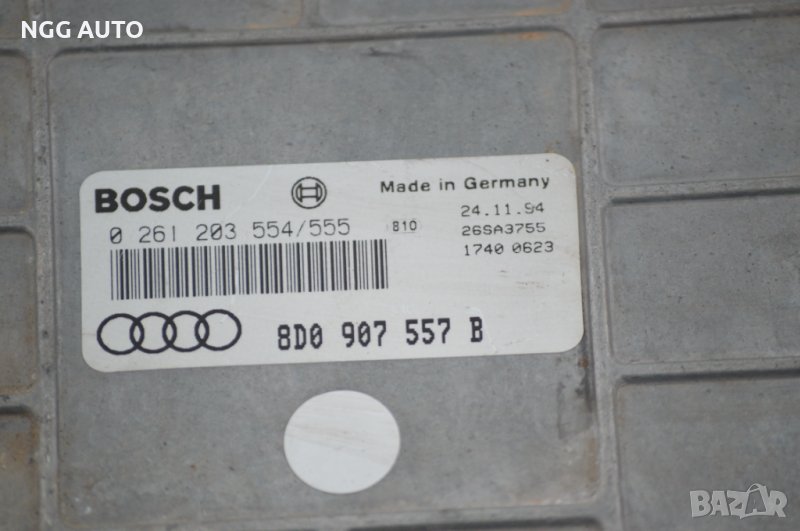 NGG AUTO
BOSCH
Made in Germany
0 261 203 554/555
810
24.11.94
26SA3755
1740 0623
8D0 907 557 B
BAZAR